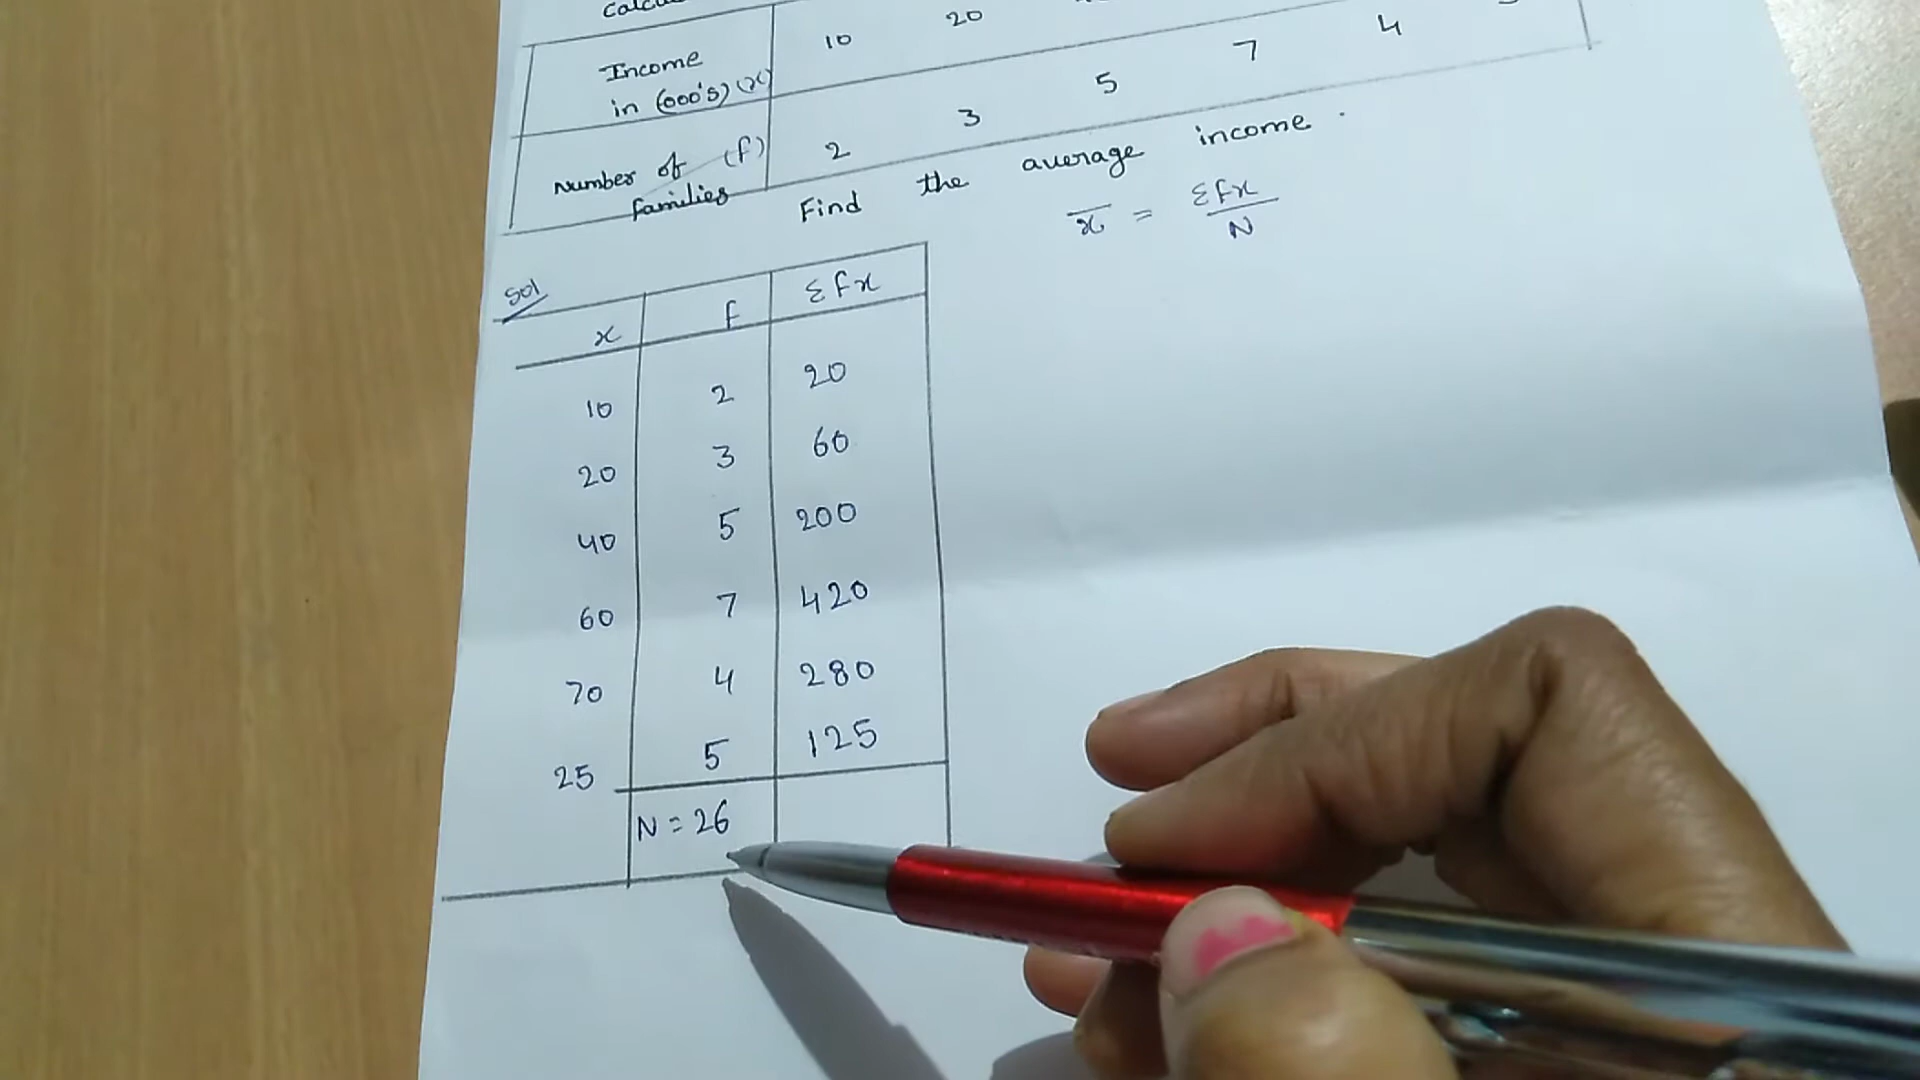 Income 10 20
in (000's) (x)
Number of (f) 2 3 5 7 4
families
Find the average income.
x̄ = Σfx / N
Sol
x f Σfx
10 2 20
20 3 60
40 5 200
60 7 420
70 4 280
25 5 125
N = 26